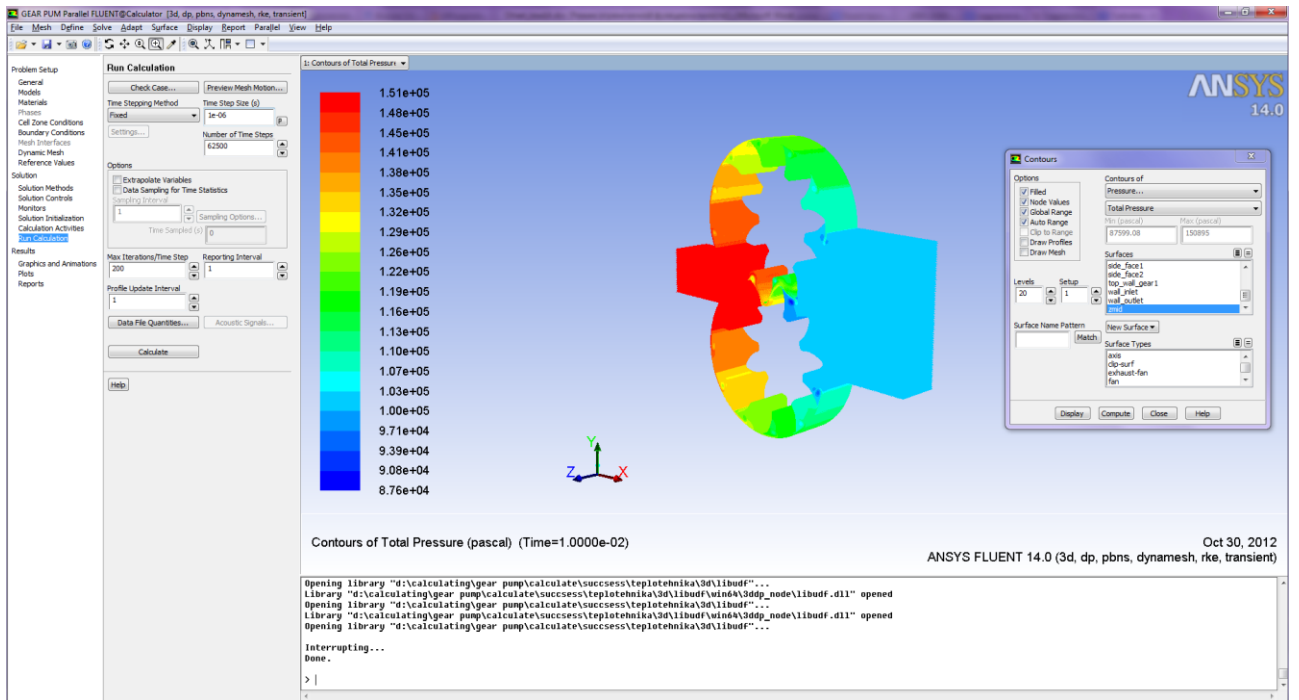 GEAR PUM Parallel FLUENT@Calculator [3d, dp, pbns, dynamesh, rke, transient]
File Mesh Define Solve Adapt Surface Display Report Parallel View Help
Problem Setup
General
Models
Materials
Phases
Cell Zone Conditions
Boundary Conditions
Mesh Interfaces
Dynamic Mesh
Reference Values
Solution
Solution Methods
Solution Controls
Monitors
Solution Initialization
Calculation Activities
Run Calculation
Results
Graphics and Animations
Plots
Reports
Run Calculation
Check Case... Preview Mesh Motion...
Time Stepping Method Time Step Size (s)
Fixed 1e-06
Settings... Number of Time Steps
62500
Options
Extrapolate Variables
Data Sampling for Time Statistics
Sampling Interval
1 Sampling Options...
Time Sampled (s) 0
Max Iterations/Time Step Reporting Interval
200 1
Profile Update Interval
1
Data File Quantities... Acoustic Signals...
Calculate
Help
1: Contours of Total Pressur
1.51e+05
1.48e+05
1.45e+05
1.41e+05
1.38e+05
1.35e+05
1.32e+05
1.29e+05
1.26e+05
1.22e+05
1.19e+05
1.16e+05
1.13e+05
1.10e+05
1.07e+05
1.03e+05
1.00e+05
9.71e+04
9.39e+04
9.08e+04
8.76e+04
Y
Z X
ANSYS
14.0
Contours
Options
Filled
Node Values
Global Range
Auto Range
Clip to Range
Draw Profiles
Draw Mesh
Levels Setup
20 1
Surface Name Pattern
Match
Contours of
Pressure...
Total Pressure
Min (pascal) Max (pascal)
87599.08 150895
Surfaces
side_face1
side_face2
top_wall_gear1
wall_inlet
wall_outlet
zmid
New Surface
Surface Types
axis
clip-surf
exhaust-fan
fan
Display Compute Close Help
Contours of Total Pressure (pascal) (Time=1.0000e-02)
Oct 30, 2012
ANSYS FLUENT 14.0 (3d, dp, pbns, dynamesh, rke, transient)
Opening library "d:\calculating\gear pump\calculate\succsess\teplotehnika\3d\libudf"...
Library "d:\calculating\gear pump\calculate\succsess\teplotehnika\3d\libudf\win64\3ddp_node\libudf.dll" opened
Opening library "d:\calculating\gear pump\calculate\succsess\teplotehnika\3d\libudf"...
Library "d:\calculating\gear pump\calculate\succsess\teplotehnika\3d\libudf\win64\3ddp_node\libudf.dll" opened
Opening library "d:\calculating\gear pump\calculate\succsess\teplotehnika\3d\libudf"...
Interrupting...
Done.
>